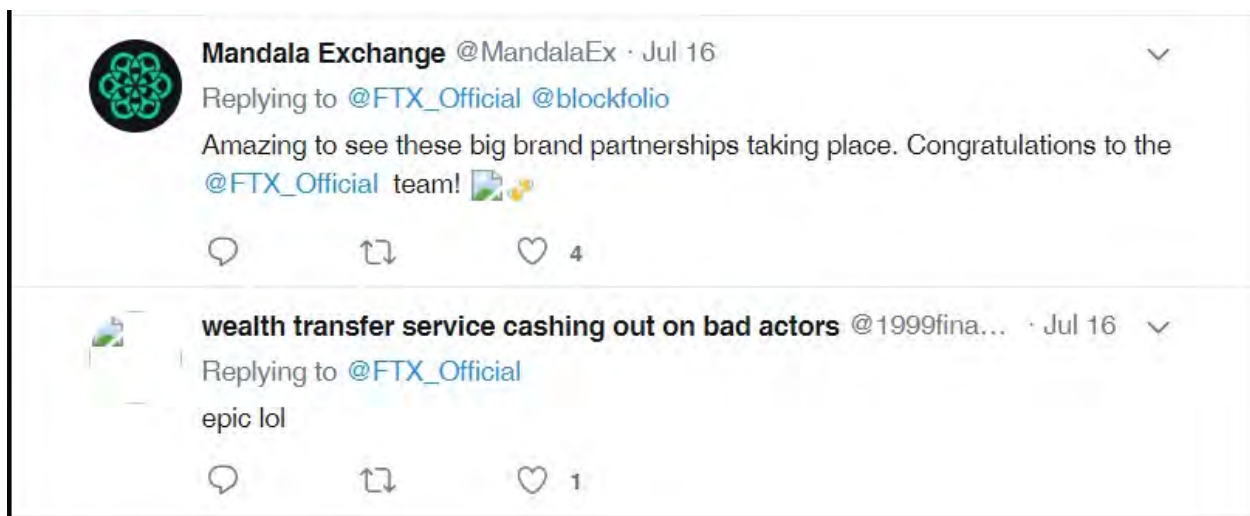 Mandala Exchange @MandalaEx · Jul 16
Replying to @FTX_Official @blockfolio
Amazing to see these big brand partnerships taking place. Congratulations to the
@FTX_Official team!
4
wealth transfer service cashing out on bad actors @1999fina... · Jul 16
Replying to @FTX_Official
epic lol
1